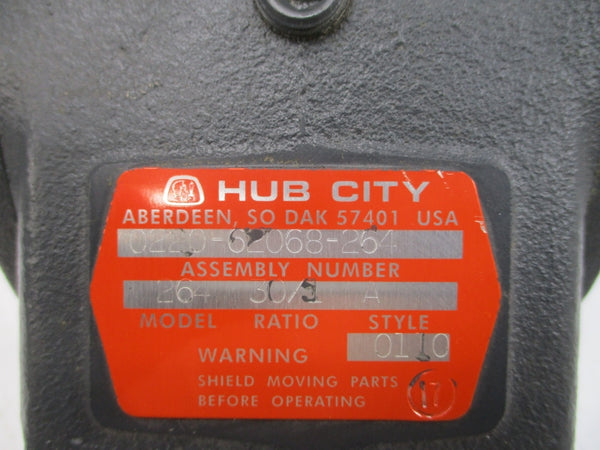 HUB CITY
ABERDEEN, SO DAK 57401 USA
0220-62068-264
ASSEMBLY NUMBER
264 30/1 A
MODEL RATIO STYLE
WARNING 0110
SHIELD MOVING PARTS
BEFORE OPERATING 17